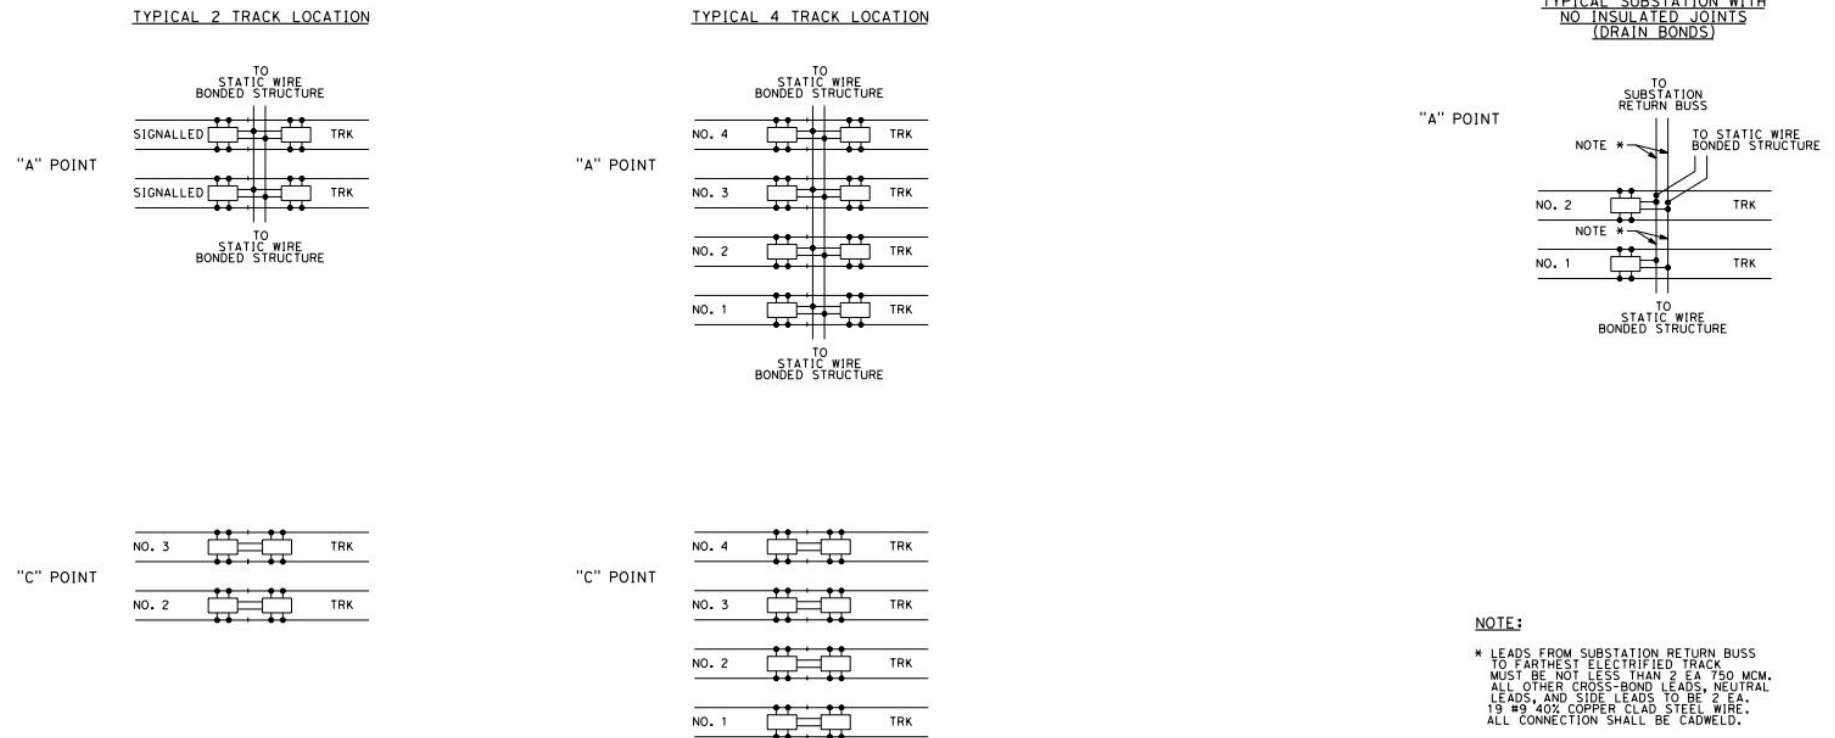 TYPICAL 2 TRACK LOCATION
TO
STATIC WIRE
BONDED STRUCTURE
"A" POINT
SIGNALLED TRK
SIGNALLED TRK
TO
STATIC WIRE
BONDED STRUCTURE
"C" POINT
NO. 3 TRK
NO. 2 TRK
TYPICAL 4 TRACK LOCATION
TO
STATIC WIRE
BONDED STRUCTURE
"A" POINT
NO. 4 TRK
NO. 3 TRK
NO. 2 TRK
NO. 1 TRK
TO
STATIC WIRE
BONDED STRUCTURE
"C" POINT
NO. 4 TRK
NO. 3 TRK
NO. 2 TRK
NO. 1 TRK
TYPICAL SUBSTATION WITH
NO INSULATED JOINTS
(DRAIN BONDS)
TO
SUBSTATION
RETURN BUSS
"A" POINT
TO STATIC WIRE
BONDED STRUCTURE
NOTE *
NO. 2 TRK
NOTE *
NO. 1 TRK
TO
STATIC WIRE
BONDED STRUCTURE
NOTE:
* LEADS FROM SUBSTATION RETURN BUSS
TO FARTHEST ELECTRIFIED TRACK
MUST BE NOT LESS THAN 2 EA 750 MCM.
ALL OTHER CROSS-BOND LEADS, NEUTRAL
LEADS, AND SIDE LEADS TO BE 2 EA.
19 #9 40% COPPER CLAD STEEL WIRE.
ALL CONNECTION SHALL BE CADWELD.